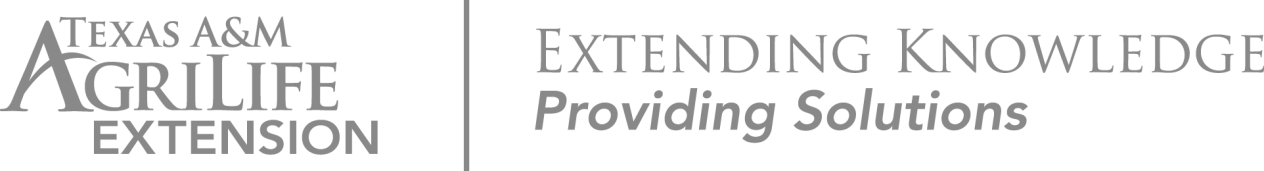 TEXAS A&M
AGRILIFE
EXTENSION
EXTENDING KNOWLEDGE
Providing Solutions